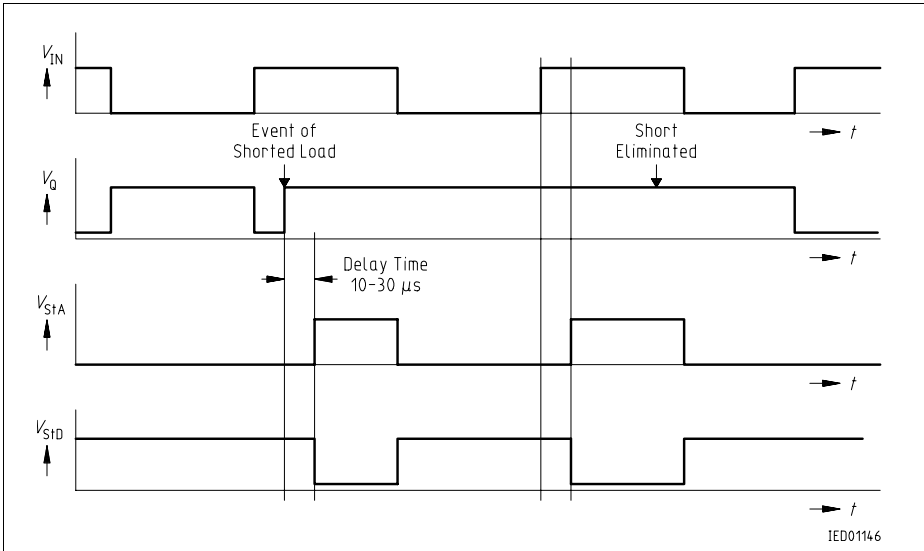 V_IN
t
Event of
Shorted Load
Short
Eliminated
V_Q
t
Delay Time
10-30 µs
V_StA
t
V_StD
t
IED01146